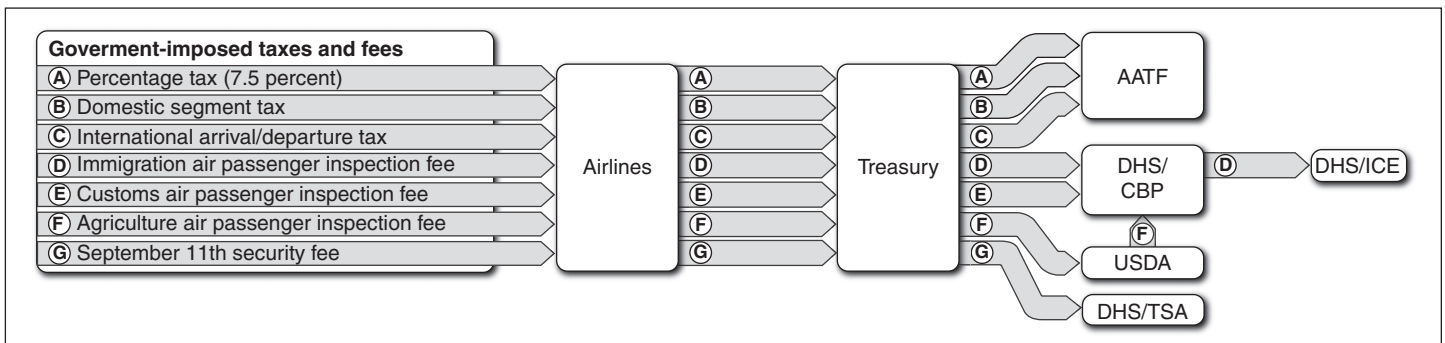 Goverment-imposed taxes and fees
A Percentage tax (7.5 percent)
B Domestic segment tax
C International arrival/departure tax
D Immigration air passenger inspection fee
E Customs air passenger inspection fee
F Agriculture air passenger inspection fee
G September 11th security fee
Airlines
A
B
C
D
E
F
G
Treasury
A
B
C
D
E
F
G
AATF
DHS/
CBP
D
DHS/ICE
F
USDA
DHS/TSA